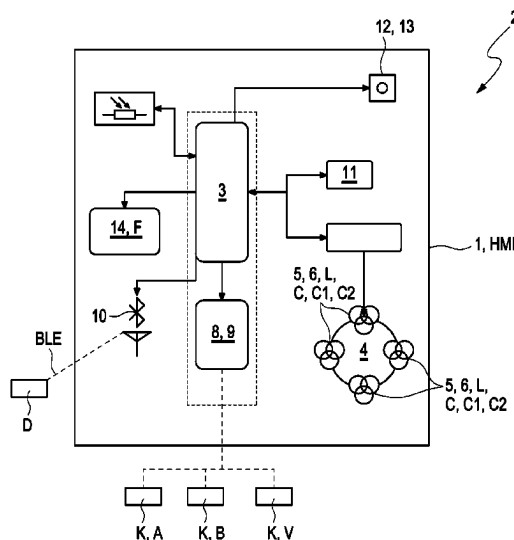 2
12, 13
3
11
14, F
1, HMI
5, 6, L,
C, C1, C2
10
8, 9
4
BLE
5, 6, L,
C, C1, C2
D
K, A
K, B
K, V